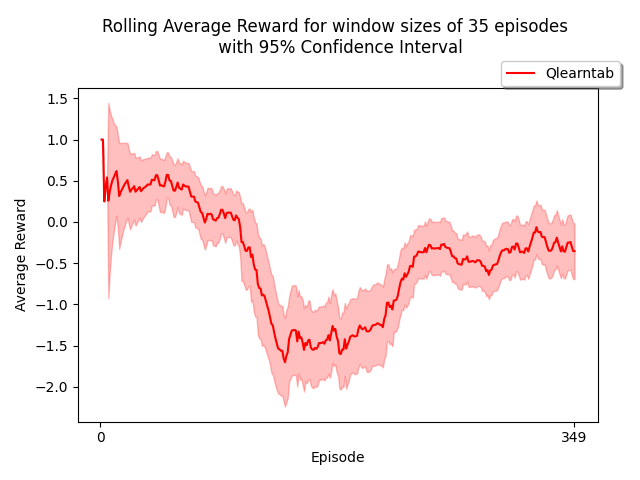 Rolling Average Reward for window sizes of 35 episodes
with 95% Confidence Interval
Qlearntab
1.5
1.0
0.5
0.0
−0.5
−1.0
−1.5
−2.0
Average Reward
0
349
Episode